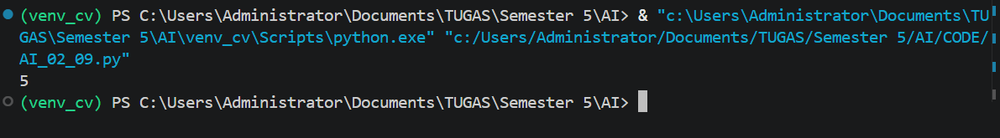 (venv_cv) PS C:\Users\Administrator\Documents\TUGAS\Semester 5\AI> & "c:\Users\Administrator\Documents\TU
GAS\Semester 5\AI\venv_cv\Scripts\python.exe" "c:/Users/Administrator/Documents/TUGAS/Semester 5/AI/CODE/
AI_02_09.py"
5
(venv_cv) PS C:\Users\Administrator\Documents\TUGAS\Semester 5\AI>